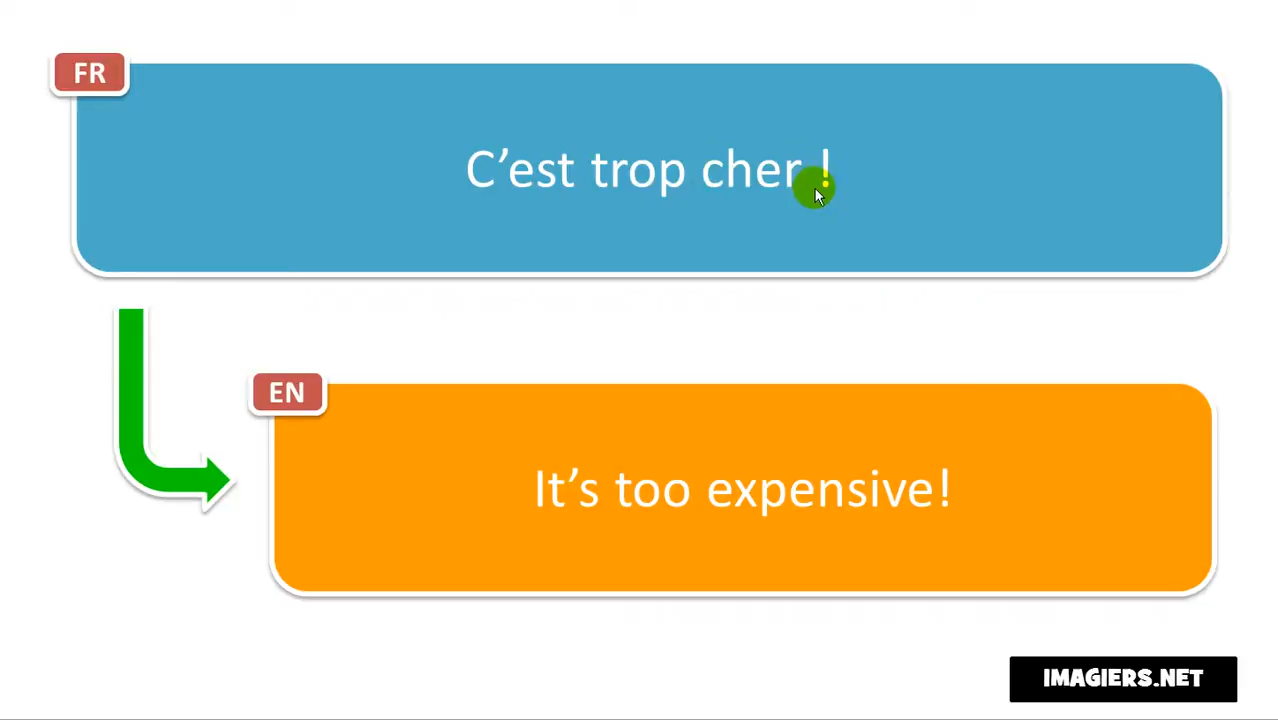 FR
C’est trop cher !
EN
It’s too expensive!
IMAGIERS.NET